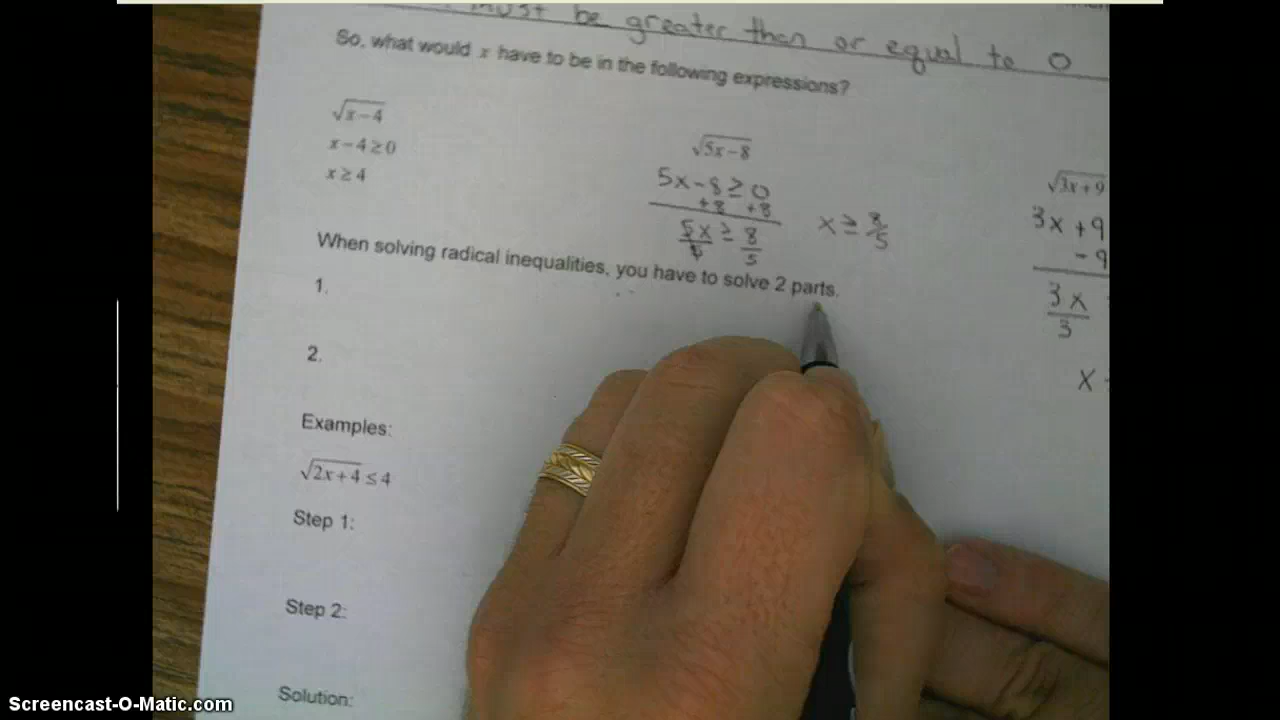 must be greater than or equal to 0
So, what would x have to be in the following expressions?
√x-4
x-4≥0
x≥4
√5x-8
5x-8≥0
+8 +8
5x ≥ 8
5 5
x ≥ 8/5
√3x+9
3x+9
-9
3x
3
x
When solving radical inequalities, you have to solve 2 parts.
1.
2.
Examples:
√2x+4 ≤ 4
Step 1:
Step 2:
Solution:
Screencast-O-Matic.com